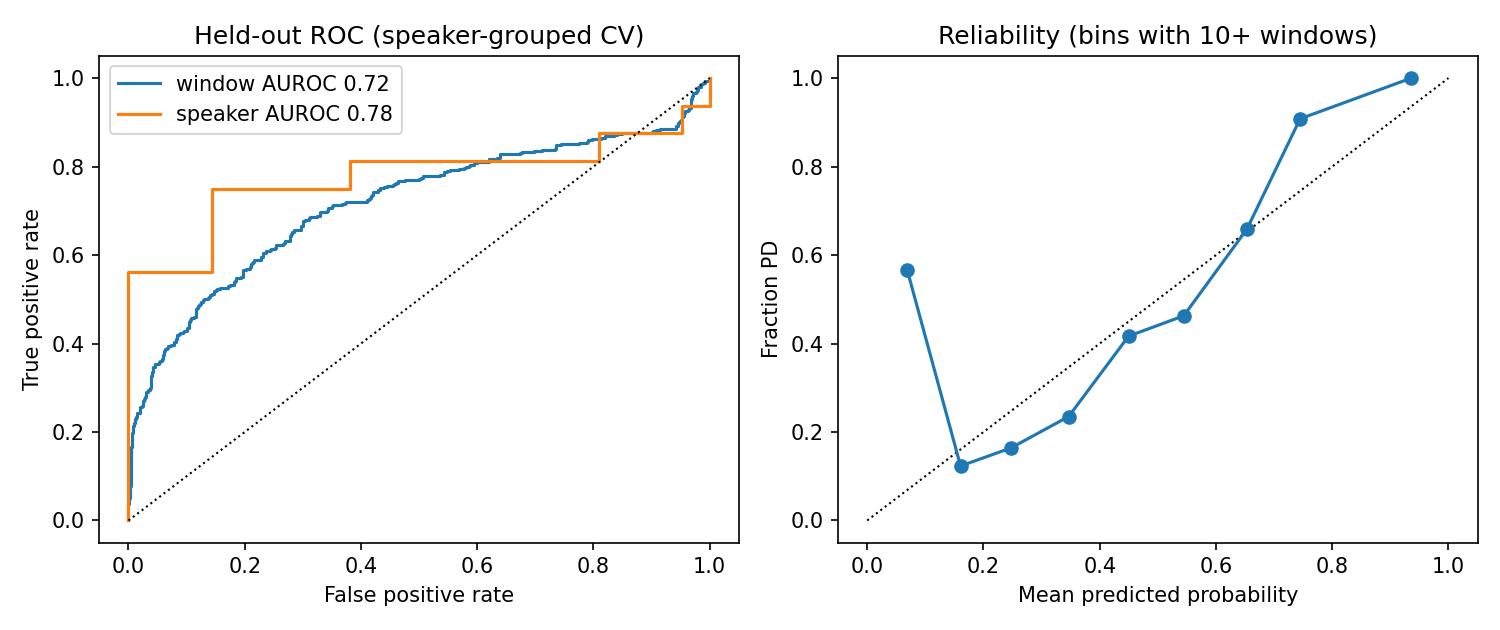 Held-out ROC (speaker-grouped CV)
window AUROC 0.72
speaker AUROC 0.78
True positive rate
1.0
0.8
0.6
0.4
0.2
0.0
0.0 0.2 0.4 0.6 0.8 1.0
False positive rate
Reliability (bins with 10+ windows)
Fraction PD
1.0
0.8
0.6
0.4
0.2
0.0
0.0 0.2 0.4 0.6 0.8 1.0
Mean predicted probability